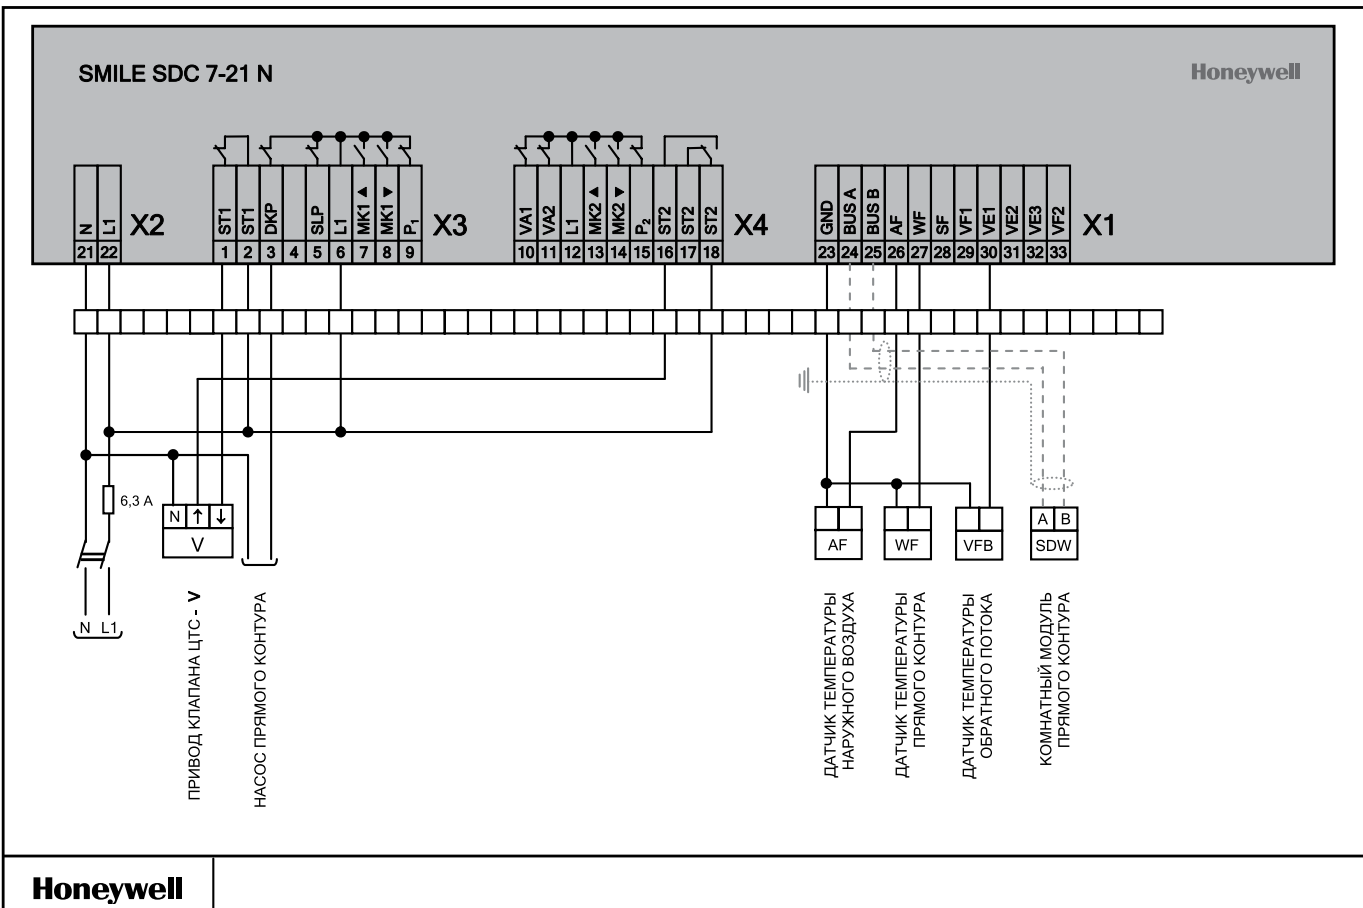 SMILE SDC 7-21 N
Honeywell
N
L1
X2
ST1
ST1
DKP
SLP
L1
MK1 ▲
MK1 ▼
P1
X3
VA1
VA2
L1
MK2 ▲
MK2 ▼
P2
ST2
ST2
ST2
X4
GND
BUS A
BUS B
AF
WF
SF
VF1
VE1
VE2
VE3
VF2
X1
21 22
1 2 3 4 5 6 7 8 9
10 11 12 13 14 15 16 17 18
23 24 25 26 27 28 29 30 31 32 33
6,3 A
N ↑ ↓
V
A B
AF
WF
VFB
SDW
N L1
ПРИВОД КЛАПАНА ЦТС - V
НАСОС ПРЯМОГО КОНТУРА
ДАТЧИК ТЕМПЕРАТУРЫ
НАРУЖНОГО ВОЗДУХА
ДАТЧИК ТЕМПЕРАТУРЫ
ПРЯМОГО КОНТУРА
ДАТЧИК ТЕМПЕРАТУРЫ
ОБРАТНОГО ПОТОКА
КОМНАТНЫЙ МОДУЛЬ
ПРЯМОГО КОНТУРА
Honeywell